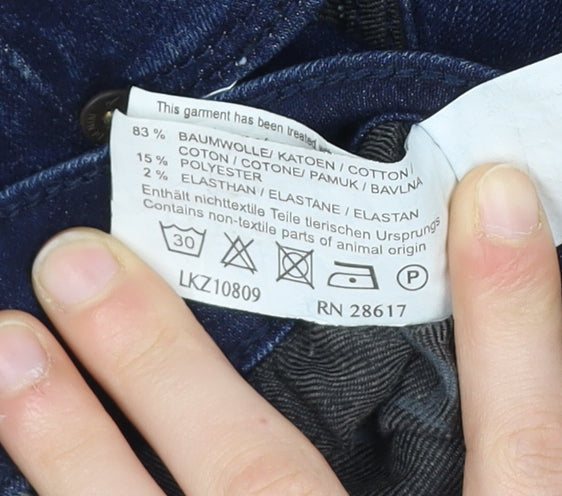 This garment has been treated
83 % BAUMWOLLE/ KATOEN / COTTON
COTON / COTONE/ PAMUK / BAVLNA
15 % POLYESTER
2 % ELASTHAN / ELASTANE / ELASTAN
Enthält nichttextile Teile tierischen Ursprungs
Contains non-textile parts of animal origin
30
P
LKZ10809
RN 28617